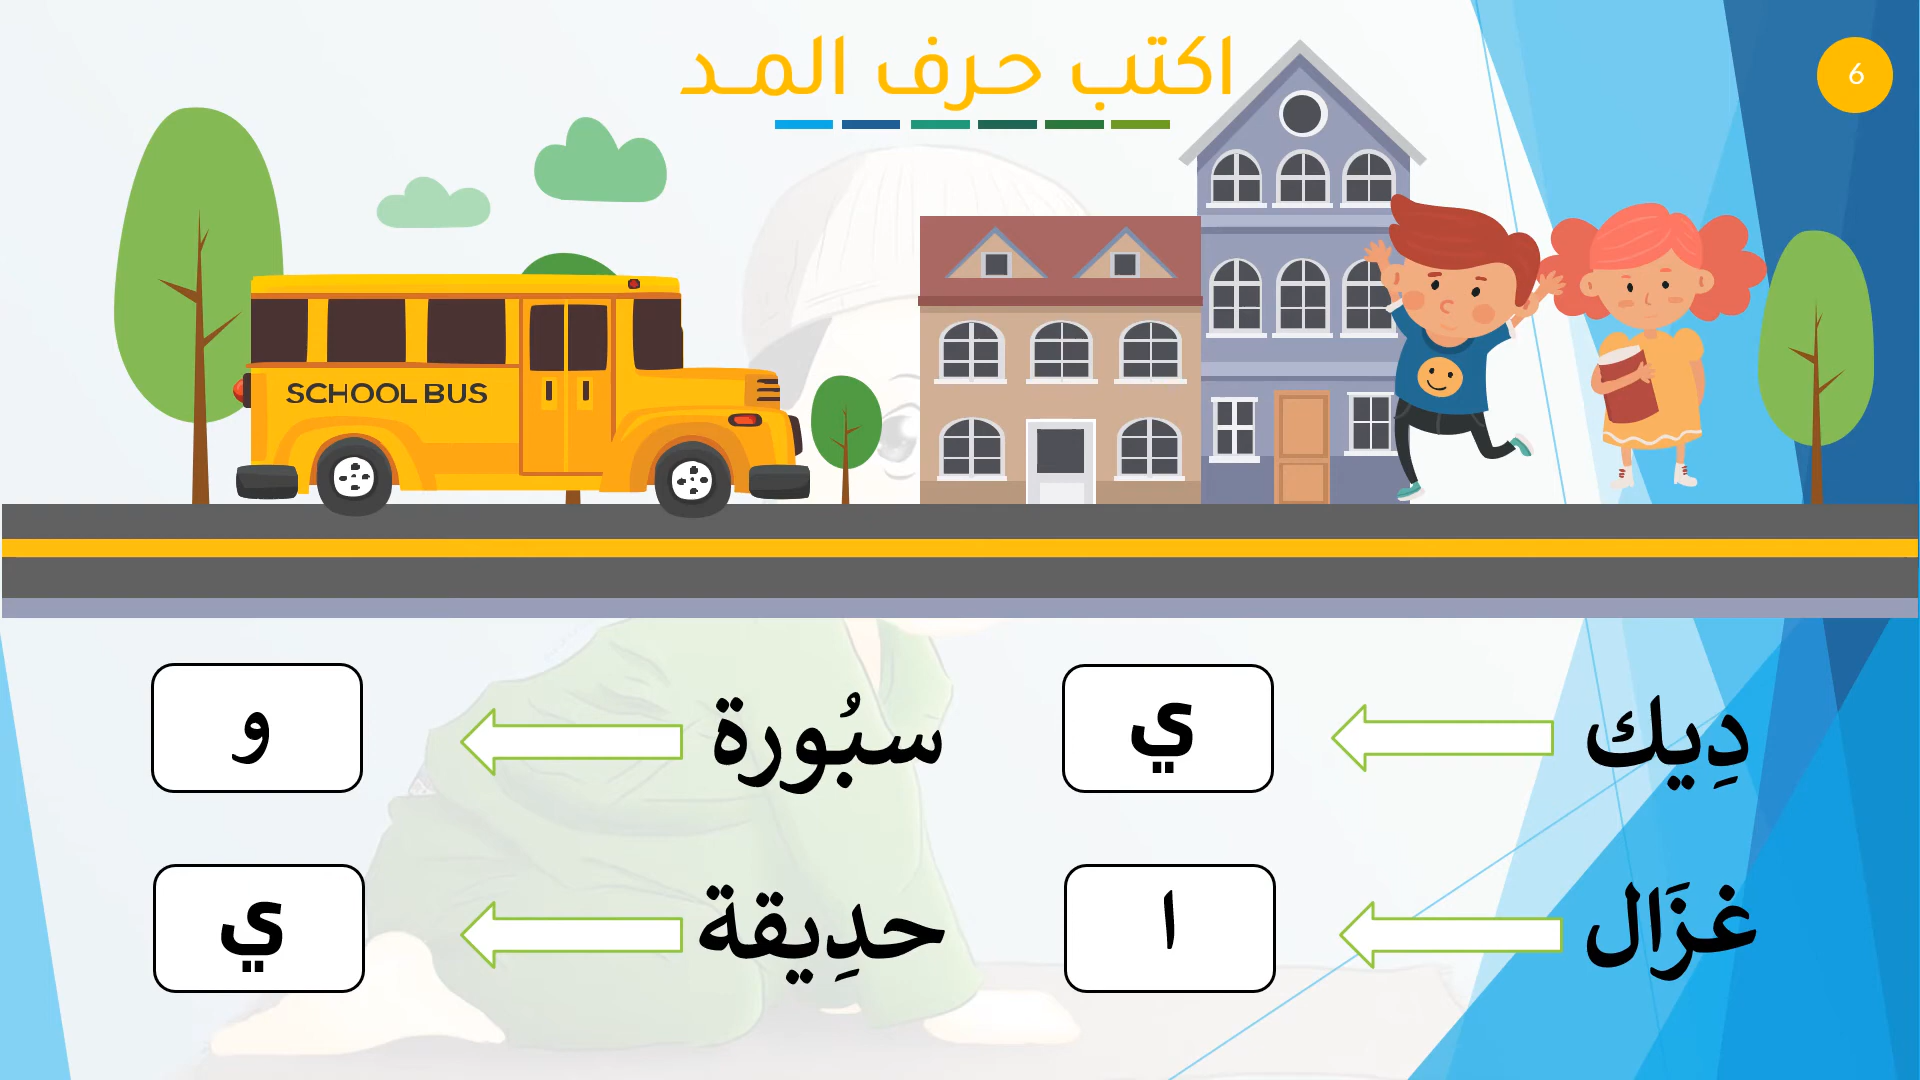 اكتب حرف المد
6
SCHOOL BUS
دِيك ي
سبُورة و
غزَال ا
حدِيقة ي